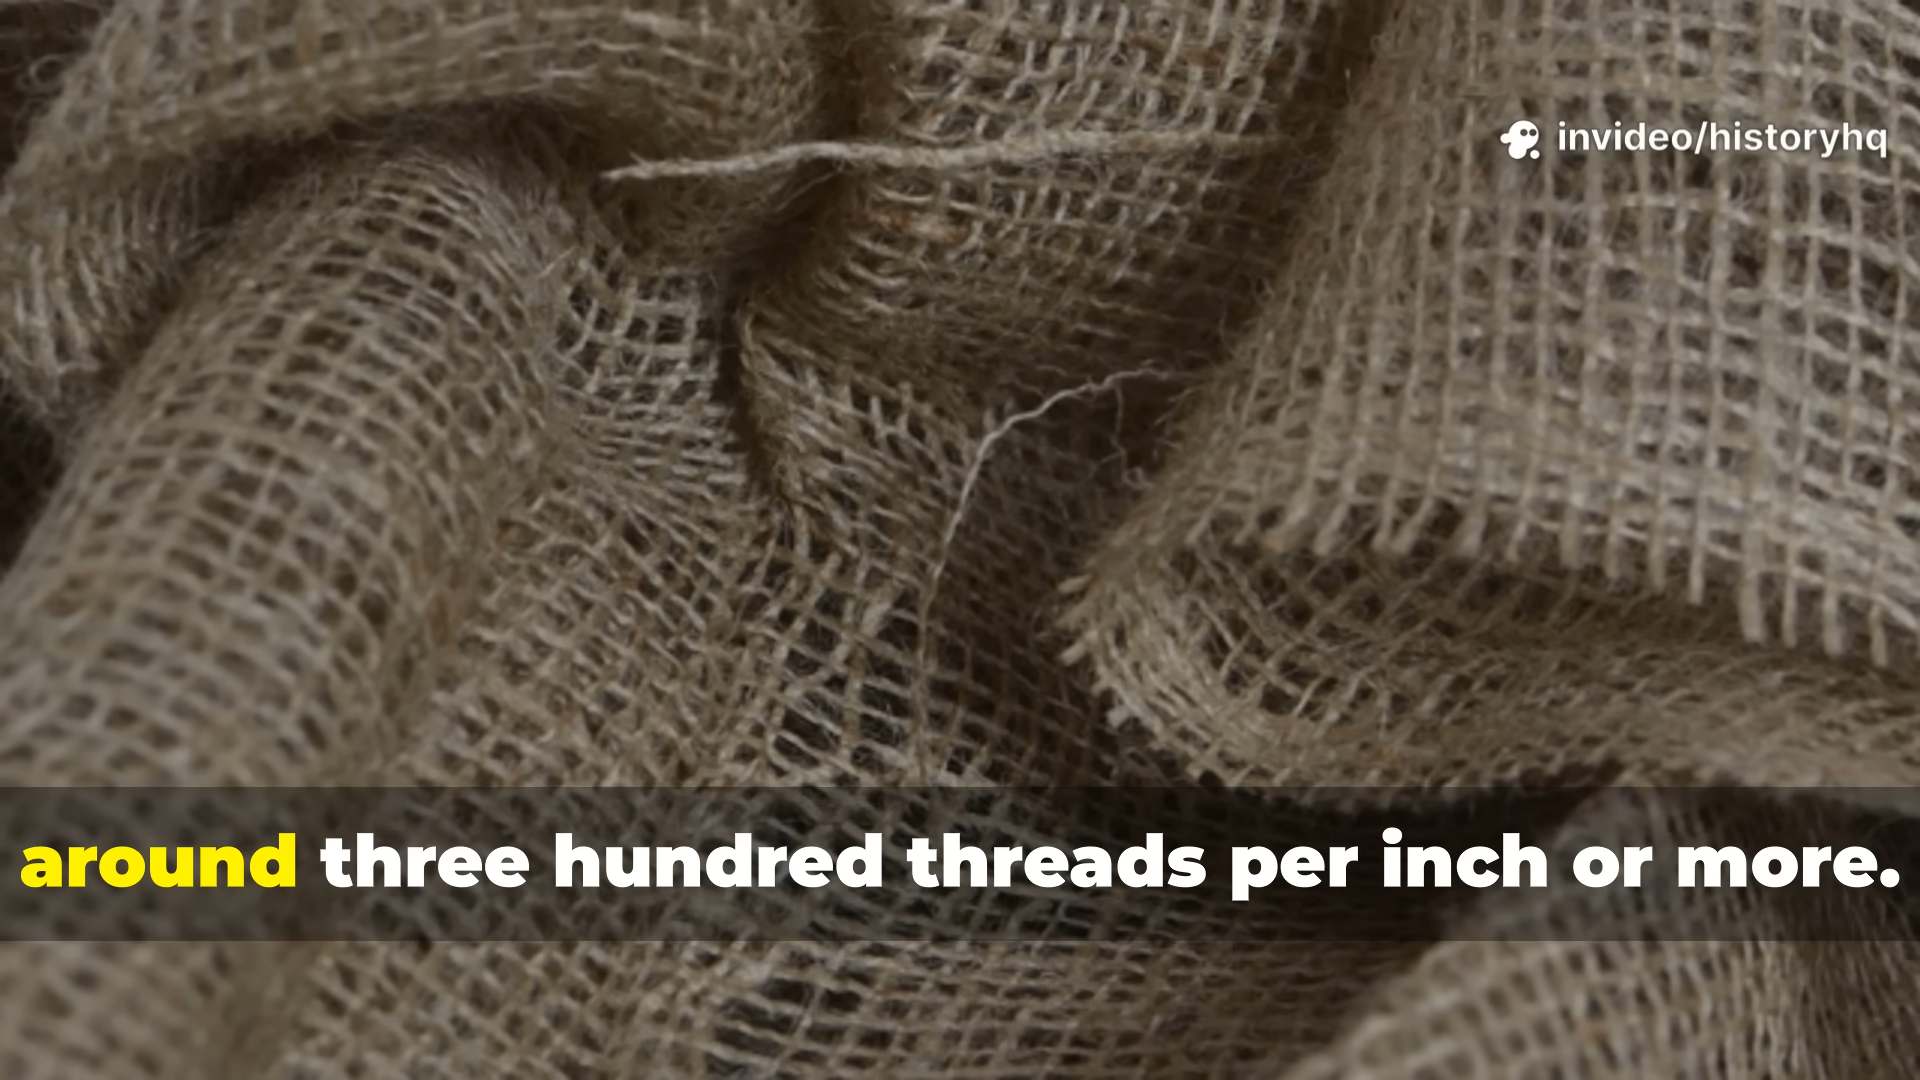 invideo/historyhq
around three hundred threads per inch or more.